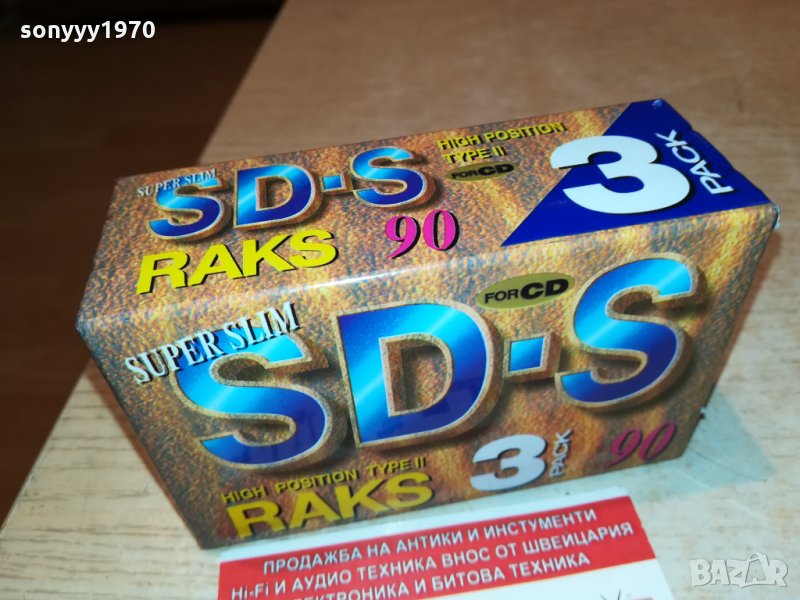 sonyyy1970
SUPER SLIM
SD-S
HIGH POSITION
TYPE II
FOR CD
RAKS
90
3
PACK
SUPER SLIM
FOR CD
SD-S
HIGH POSITION TYPE II
RAKS
3
PACK
90
ПРОДАЖБА НА АНТИКИ И ИНСТУМЕНТИ
Hi-Fi И АУДИО ТЕХНИКА ВНОС ОТ ШВЕИЦАРИЯ
И БИТОВА ТЕХНИКА
BAZAR